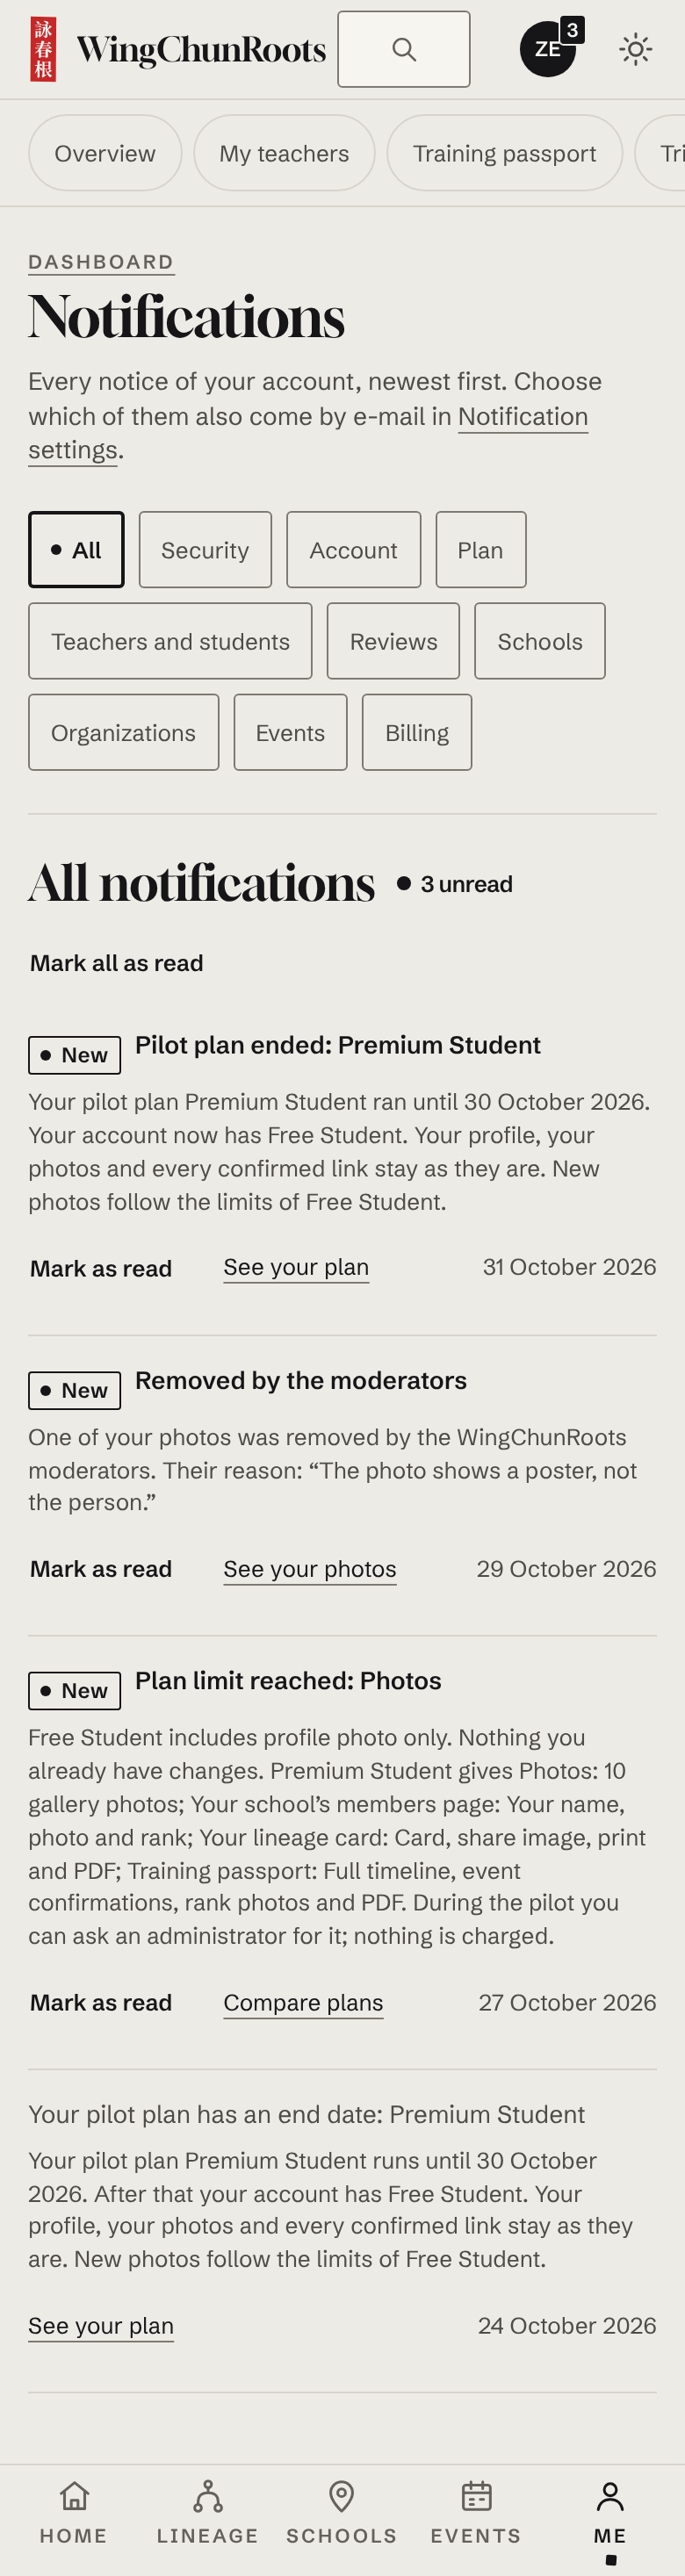 詠春根
WingChunRoots
ZE
3
Overview
My teachers
Training passport
Tri
DASHBOARD
Notifications
Every notice of your account, newest first. Choose
which of them also come by e-mail in Notification
settings.
All
Security
Account
Plan
Teachers and students
Reviews
Schools
Organizations
Events
Billing
All notifications
3 unread
Mark all as read
New
Pilot plan ended: Premium Student
Your pilot plan Premium Student ran until 30 October 2026.
Your account now has Free Student. Your profile, your
photos and every confirmed link stay as they are. New
photos follow the limits of Free Student.
Mark as read
See your plan
31 October 2026
New
Removed by the moderators
One of your photos was removed by the WingChunRoots
moderators. Their reason: “The photo shows a poster, not
the person.”
Mark as read
See your photos
29 October 2026
New
Plan limit reached: Photos
Free Student includes profile photo only. Nothing you
already have changes. Premium Student gives Photos: 10
gallery photos; Your school’s members page: Your name,
photo and rank; Your lineage card: Card, share image, print
and PDF; Training passport: Full timeline, event
confirmations, rank photos and PDF. During the pilot you
can ask an administrator for it; nothing is charged.
Mark as read
Compare plans
27 October 2026
Your pilot plan has an end date: Premium Student
Your pilot plan Premium Student runs until 30 October
2026. After that your account has Free Student. Your
profile, your photos and every confirmed link stay as they
are. New photos follow the limits of Free Student.
See your plan
24 October 2026
HOME
LINEAGE
SCHOOLS
EVENTS
ME